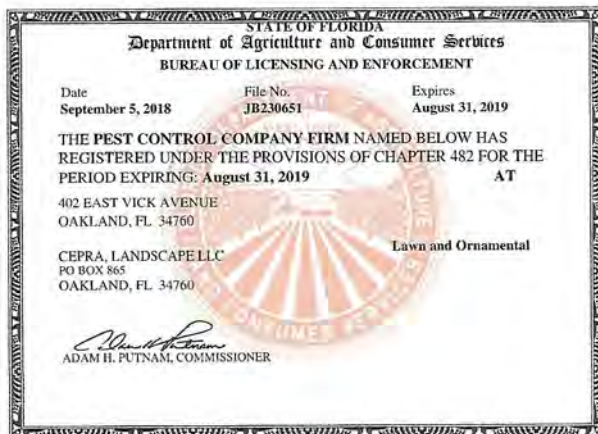 STATE OF FLORIDA
Department of Agriculture and Consumer Services
BUREAU OF LICENSING AND ENFORCEMENT
Date File No. Expires
September 5, 2018 JB230651 August 31, 2019
THE PEST CONTROL COMPANY FIRM NAMED BELOW HAS
REGISTERED UNDER THE PROVISIONS OF CHAPTER 482 FOR THE
PERIOD EXPIRING: August 31, 2019 AT
402 EAST VICK AVENUE
OAKLAND, FL 34760
Lawn and Ornamental
CEPRA, LANDSCAPE LLC
PO BOX 865
OAKLAND, FL 34760
ADAM H. PUTNAM, COMMISSIONER